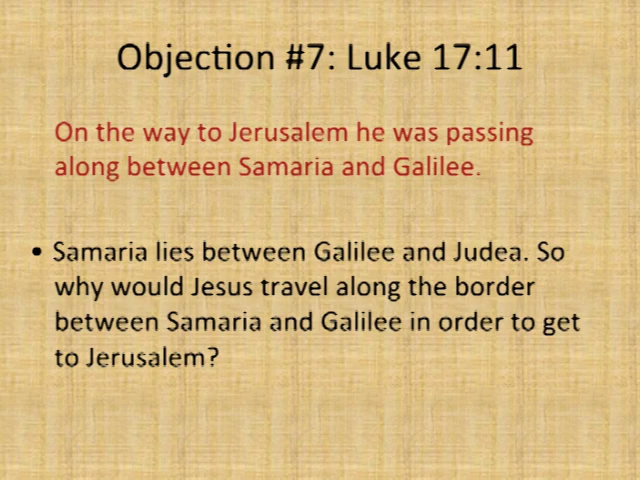 Objection #7: Luke 17:11
On the way to Jerusalem he was passing
along between Samaria and Galilee.
• Samaria lies between Galilee and Judea. So
why would Jesus travel along the border
between Samaria and Galilee in order to get
to Jerusalem?